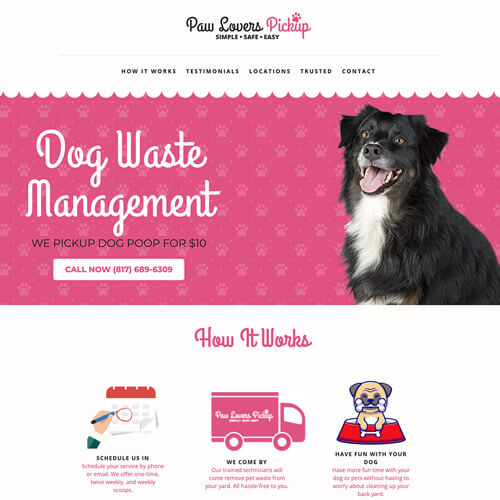 Paw Lovers Pickup
SIMPLE • SAFE • EASY
HOW IT WORKS TESTIMONIALS LOCATIONS TRUSTED CONTACT
Dog Waste
Management
WE PICKUP DOG POOP FOR $10
CALL NOW (817) 689-6309
How It Works
Paw Lovers Pickup
SIMPLE • SAFE • EASY
SCHEDULE US IN
Schedule your service by phone
or email. We offer one-time,
twice weekly, and weekly
scoops.
WE COME BY
Our trained technicians will
come remove pet waste from
your yard. All hassle-free to you.
HAVE FUN WITH YOUR
DOG
Have more fun time with your
dog or pets without having to
worry about cleaning up your
back yard.